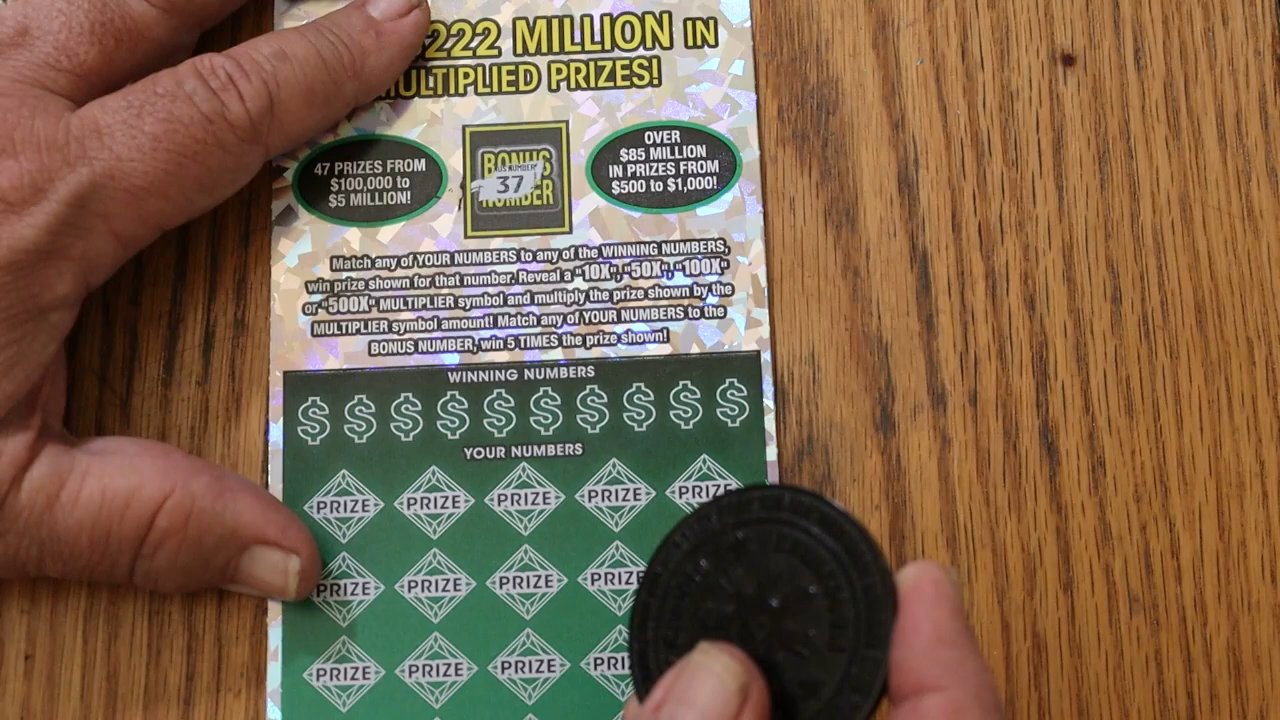 222 MILLION IN
MULTIPLIED PRIZES!
47 PRIZES FROM
$100,000 to
$5 MILLION!
BONUS
NUMBER
37
OVER
$85 MILLION
IN PRIZES FROM
$500 to $1,000!
Match any of YOUR NUMBERS to any of the WINNING NUMBERS,
win prize shown for that number. Reveal a "10X", "50X", "100X"
or "500X" MULTIPLIER symbol and multiply the prize shown by the
MULTIPLIER symbol amount! Match any of YOUR NUMBERS to the
BONUS NUMBER, win 5 TIMES the prize shown!
WINNING NUMBERS
$ $ $ $ $ $ $ $ $ $
YOUR NUMBERS
PRIZE PRIZE PRIZE PRIZE PRIZE
PRIZE PRIZE PRIZE PRIZE
PRIZE PRIZE PRIZE PRIZE